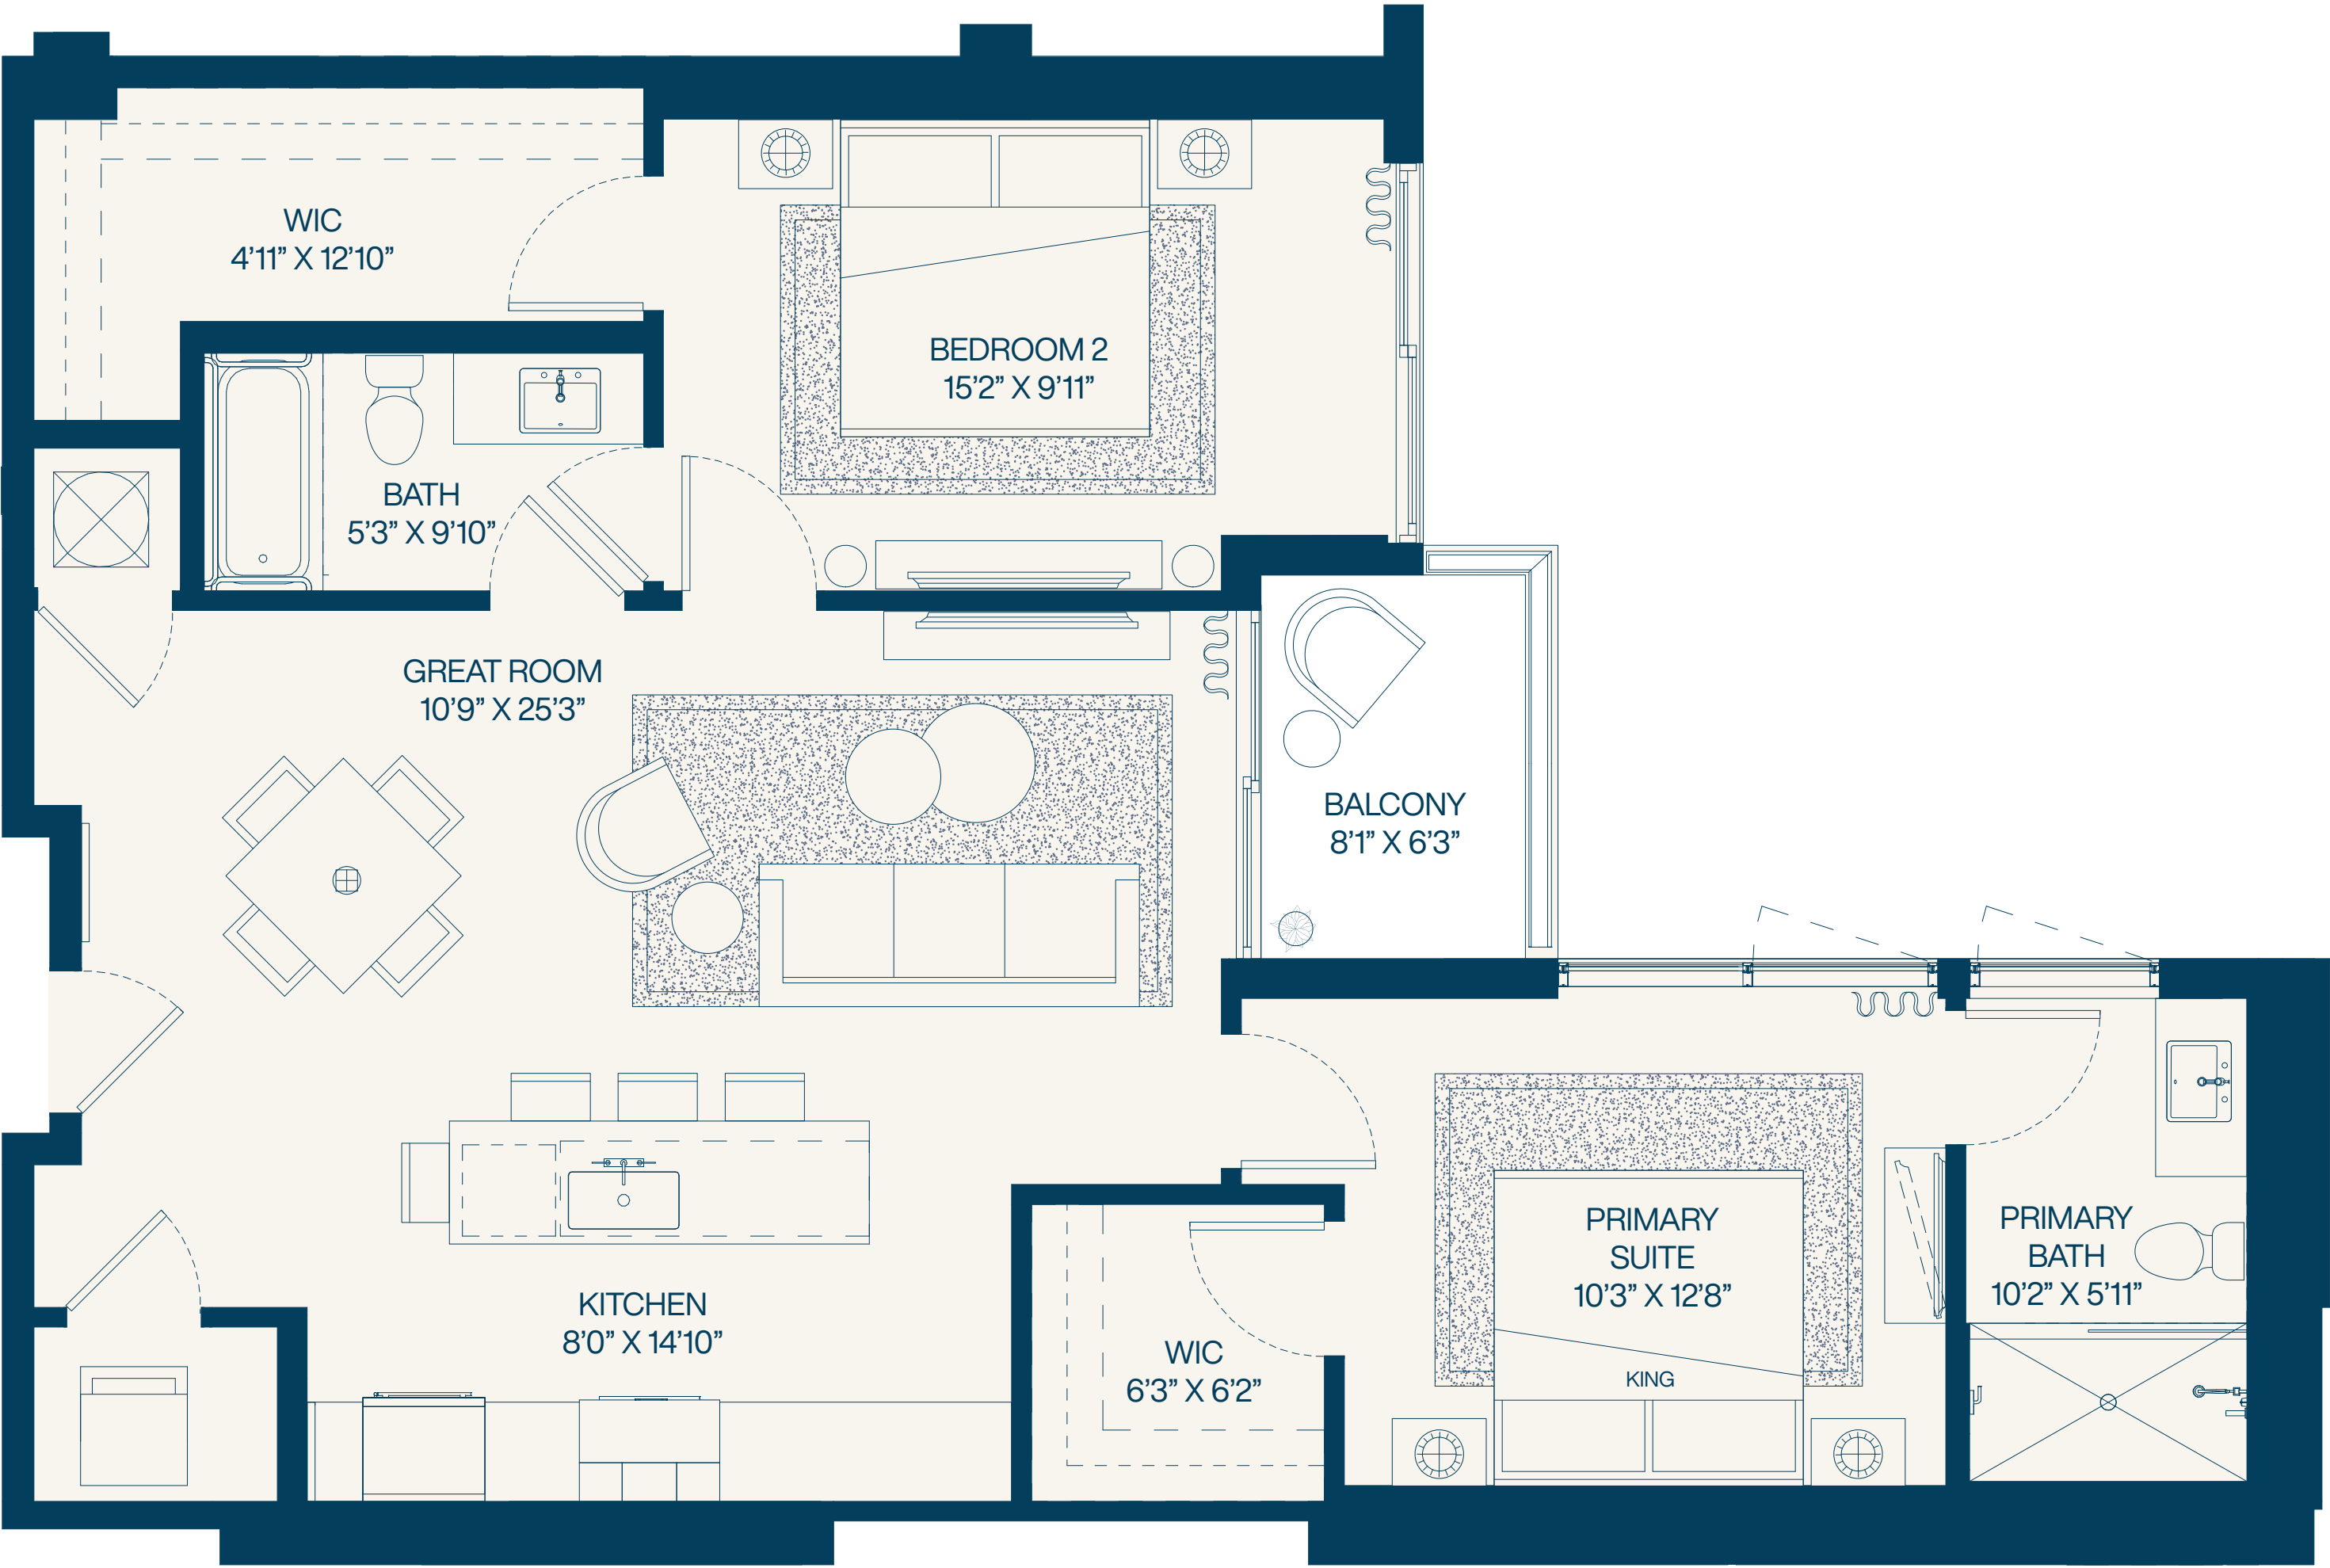 WIC
4’11” X 12’10”
BEDROOM 2
15’2” X 9’11”
BATH
5’3” X 9’10”
GREAT ROOM
10’9” X 25’3”
BALCONY
8’1” X 6’3”
PRIMARY
SUITE
10’3” X 12’8”
KING
PRIMARY
BATH
10’2” X 5’11”
KITCHEN
8’0” X 14’10”
WIC
6’3” X 6’2”